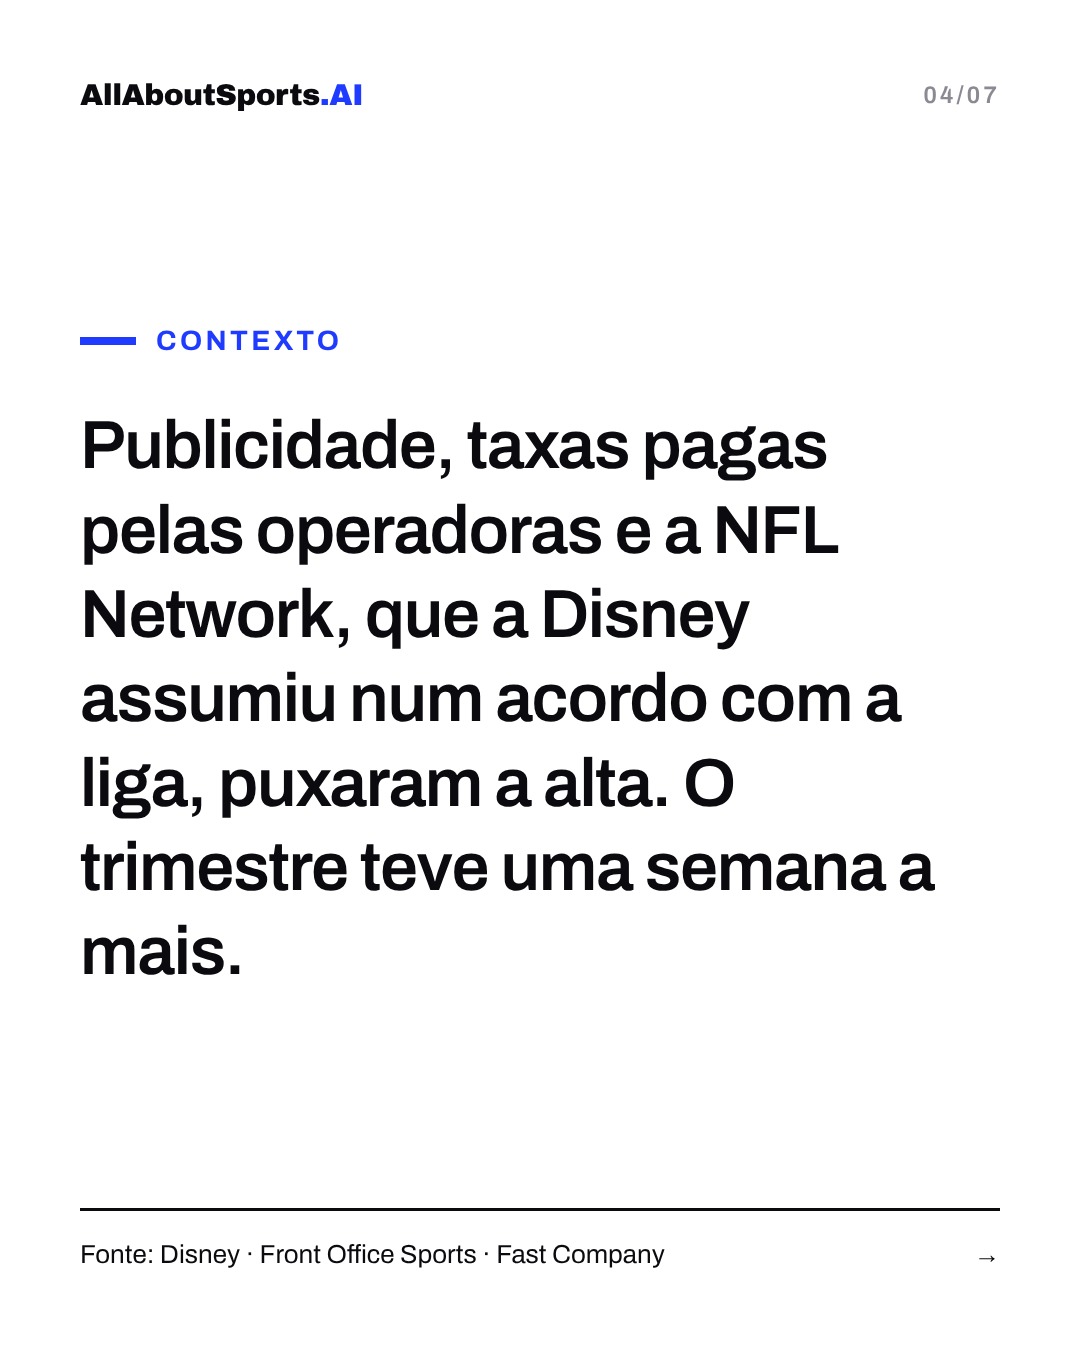 AllAboutSports.AI
04/07
CONTEXTO
Publicidade, taxas pagas
pelas operadoras e a NFL
Network, que a Disney
assumiu num acordo com a
liga, puxaram a alta. O
trimestre teve uma semana a
mais.
Fonte: Disney · Front Office Sports · Fast Company
→